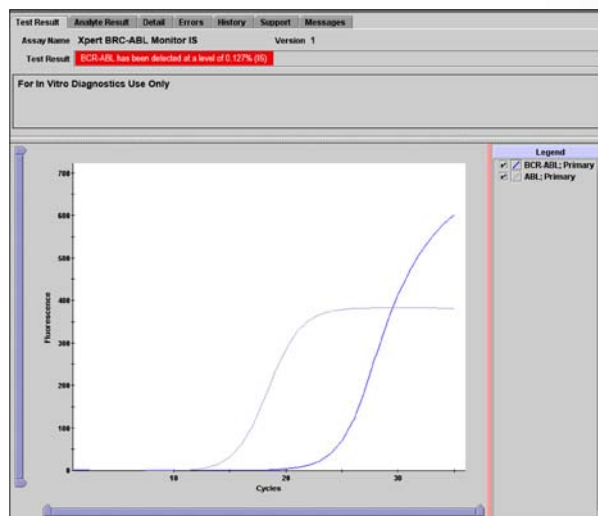 Test Result Analyte Result Detail Errors History Support Messages
Assay Name Xpert BRC-ABL Monitor IS Version 1
Test Result BCR-ABL has been detected at a level of 0.127% (IS)
For In Vitro Diagnostics Use Only
Legend
BCR-ABL; Primary
ABL; Primary
700
600
500
400
300
200
100
0
Fluorescence
10 20 30
Cycles